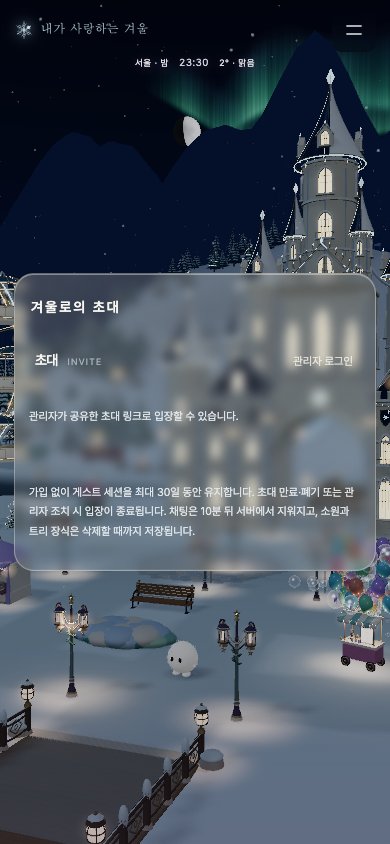 내가 사랑하는 겨울
서울 · 밤 23:30 2° · 맑음
겨울로의 초대
초대 INVITE 관리자 로그인
관리자가 공유한 초대 링크로 입장할 수 있습니다.
가입 없이 게스트 세션을 최대 30일 동안 유지합니다. 초대 만료·폐기 또는 관
리자 조치 시 입장이 종료됩니다. 채팅은 10분 뒤 서버에서 지워지고, 소원과
트리 장식은 삭제할 때까지 저장됩니다.